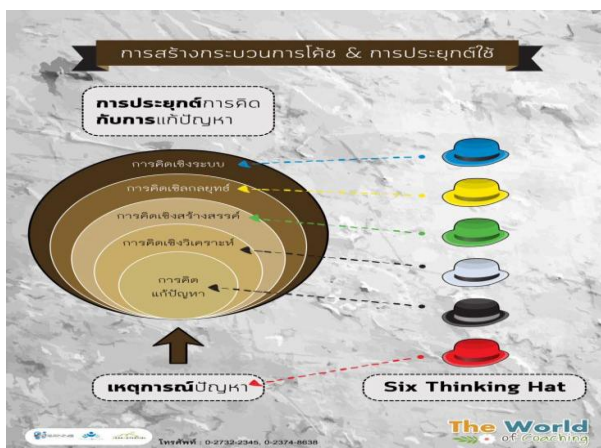 การสร้างกระบวนการโค้ช & การประยุกต์ใช้
การประยุกต์การคิด
กับการแก้ปัญหา
การคิดเชิงระบบ
การคิดเชิลกลยุทธ์
การคิดเชิงสร้างสรรค์
การคิดเชิงวิเคราะห์
การคิด
แก้ปัญหา
เหตุการณ์ปัญหา
Six Thinking Hat
The World
of Coaching
โทรศัพท์ : 0-2732-2345, 0-2374-8638